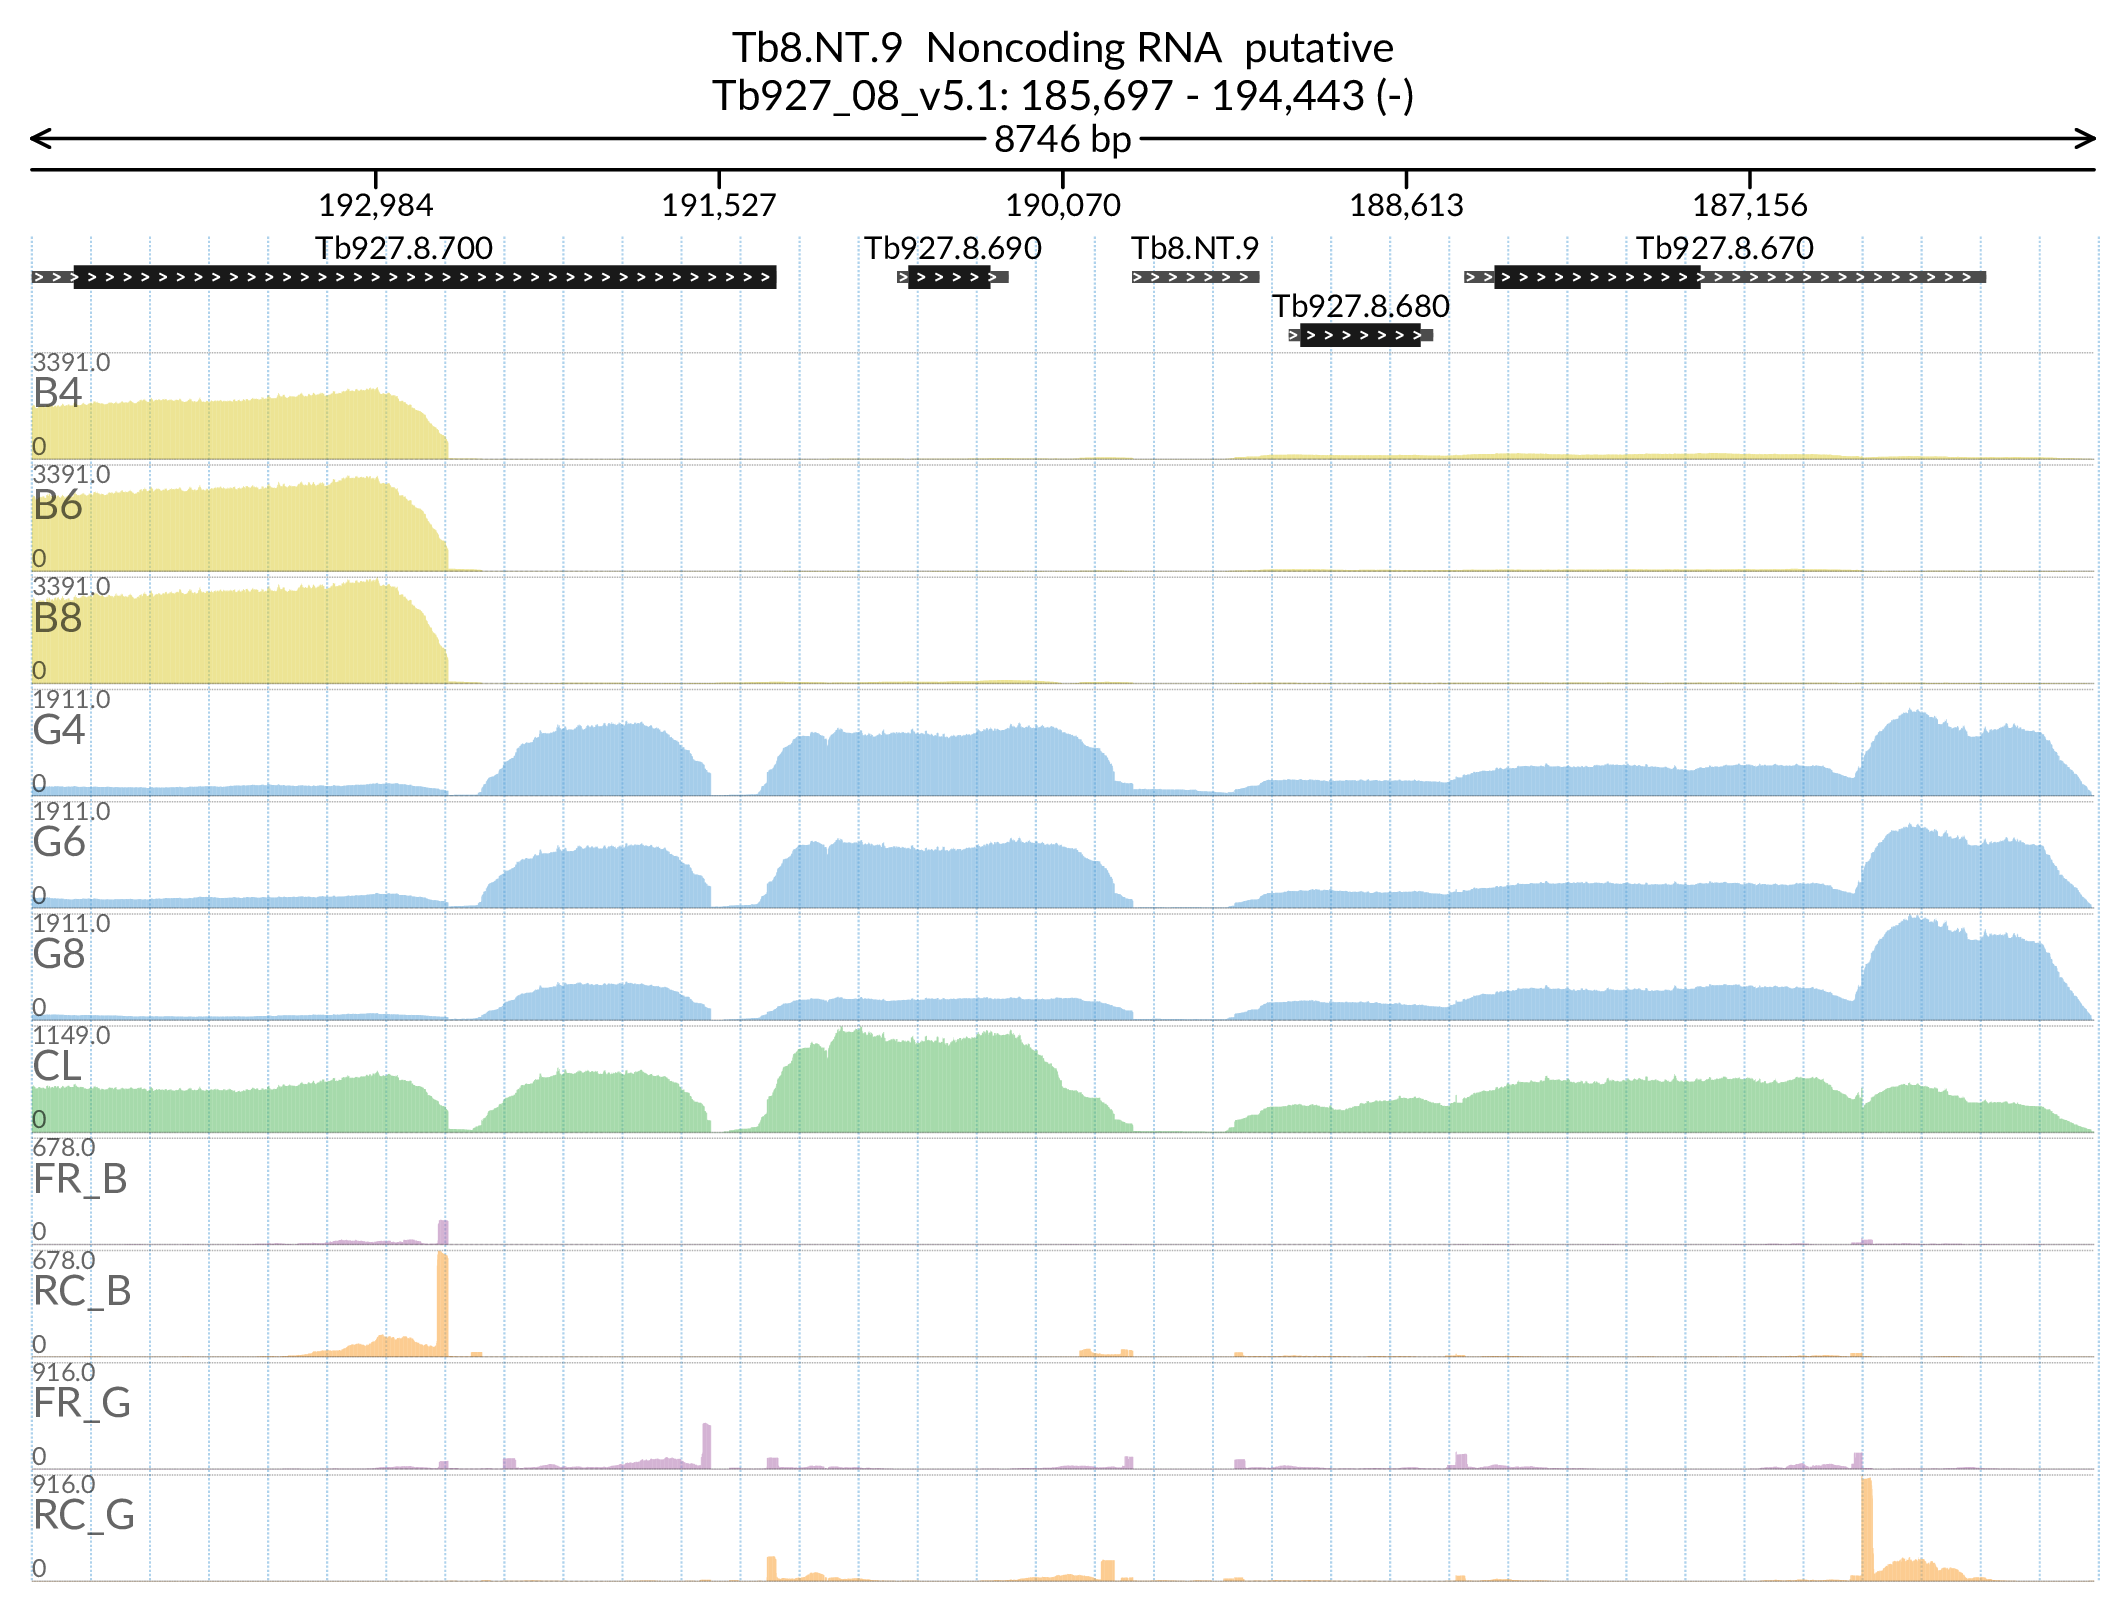 Tb8.NT.9 Noncoding RNA putative
Tb927_08_v5.1: 185,697 - 194,443 (-)
8746 bp
192,984 191,527 190,070 188,613 187,156
Tb927.8.700 Tb927.8.690 Tb8.NT.9 Tb927.8.670
Tb927.8.680
3391.0
B4
0
3391.0
B6
0
3391.0
B8
0
1911.0
G4
0
1911.0
G6
0
1911.0
G8
0
1149.0
CL
0
678.0
FR_B
0
678.0
RC_B
0
916.0
FR_G
0
916.0
RC_G
0